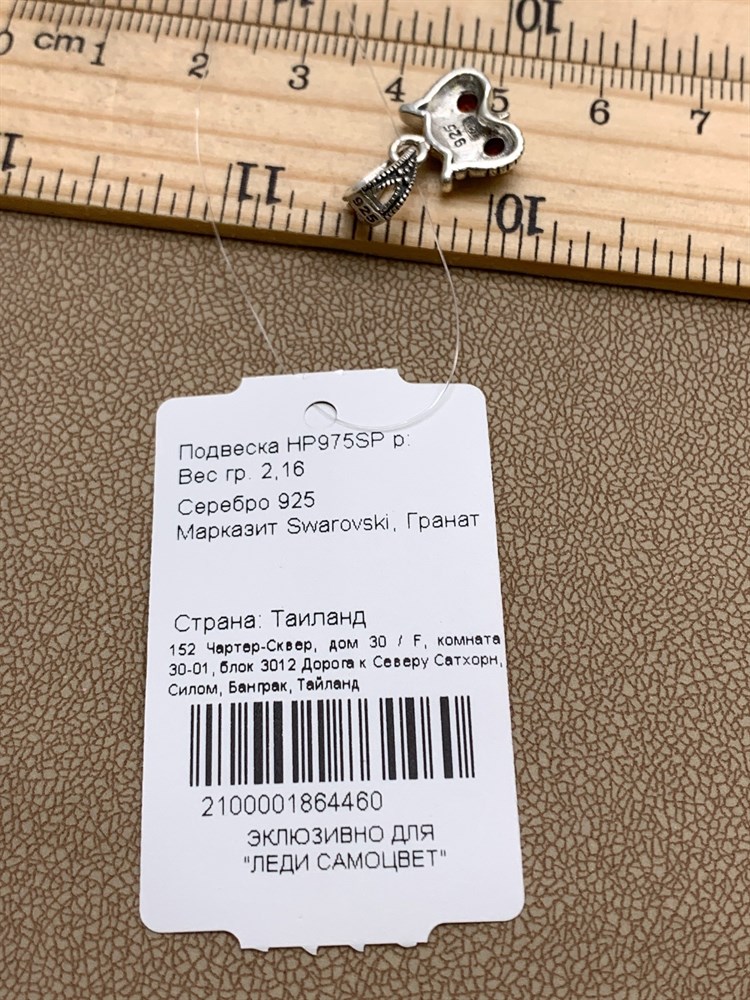 0 cm 1 2 3 4 5 6 7
10
11 10
925
925
Подвеска HP975SP р:
Вес гр. 2,16
Серебро 925
Марказит Swarovski, Гранат
Страна: Таиланд
152 Чартер-Сквер, дом 30 / F, комната
30-01, блок 3012 Дорога к Северу Сатхорн,
Силом, Банграк, Тайланд
2100001864460
ЭКЛЮЗИВНО ДЛЯ
"ЛЕДИ САМОЦВЕТ"